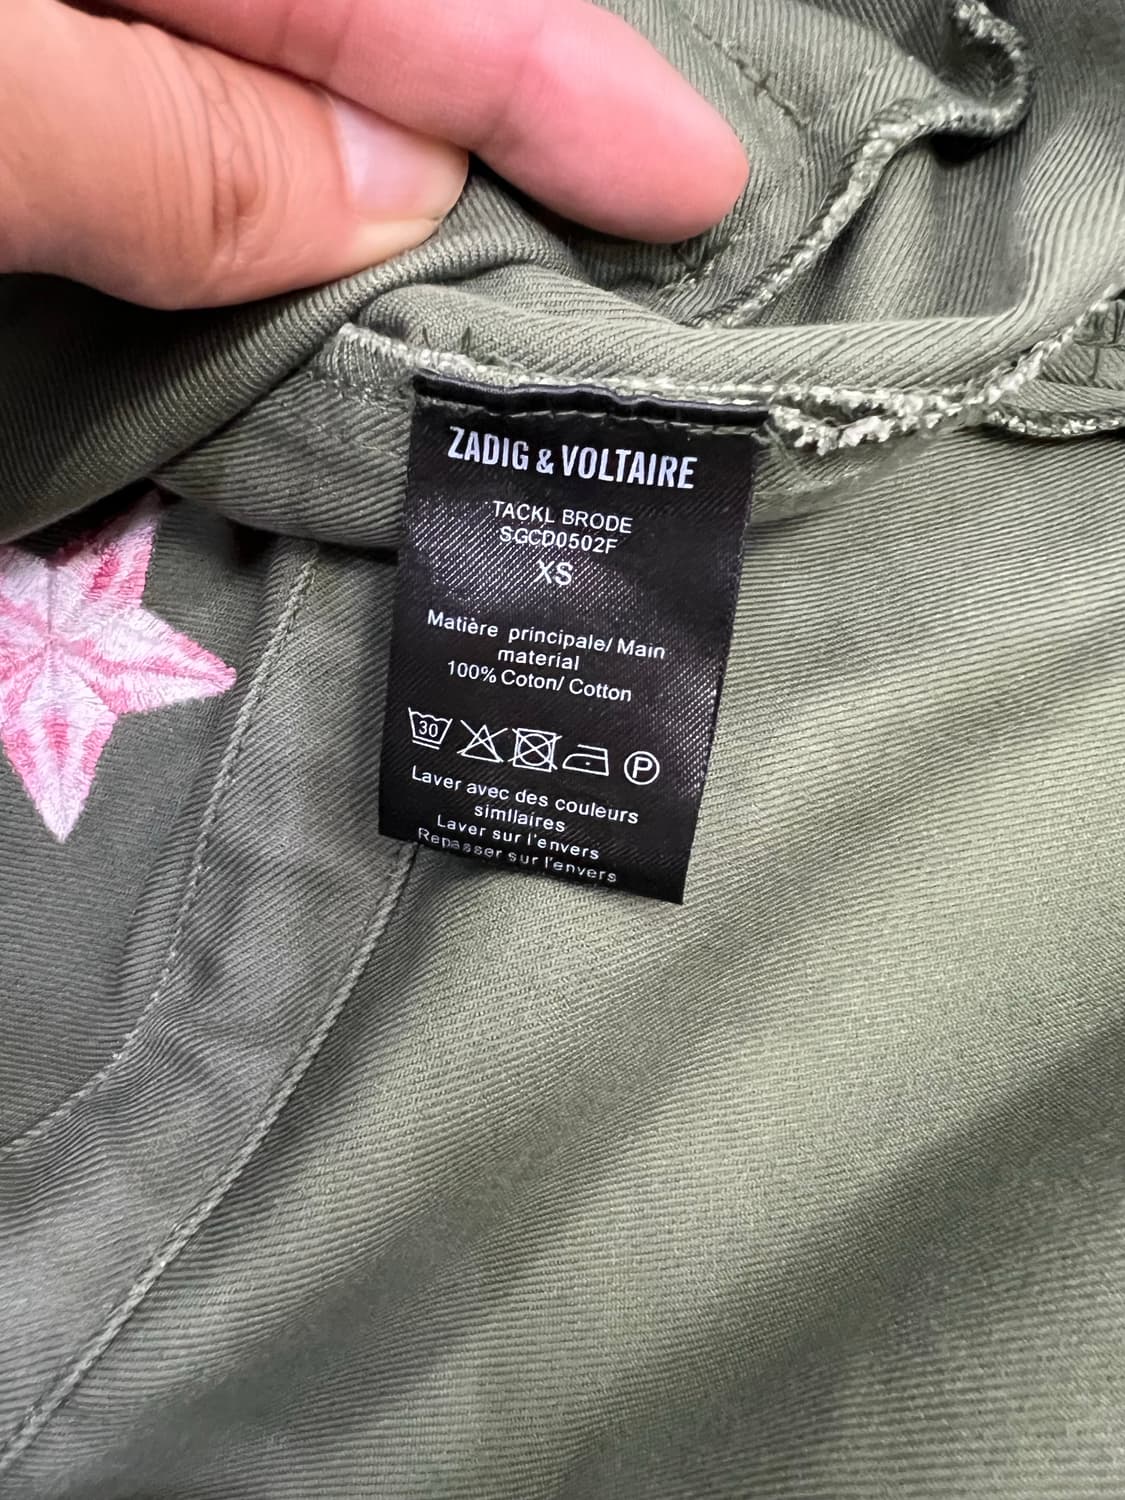 ZADIG & VOLTAIRE
TACKL BRODE
SGCD0502F
XS
Matière principale/ Main
material
100% Coton/ Cotton
30
P
Laver avec des couleurs
simllaires
Laver sur l'envers
Repasser sur l'envers